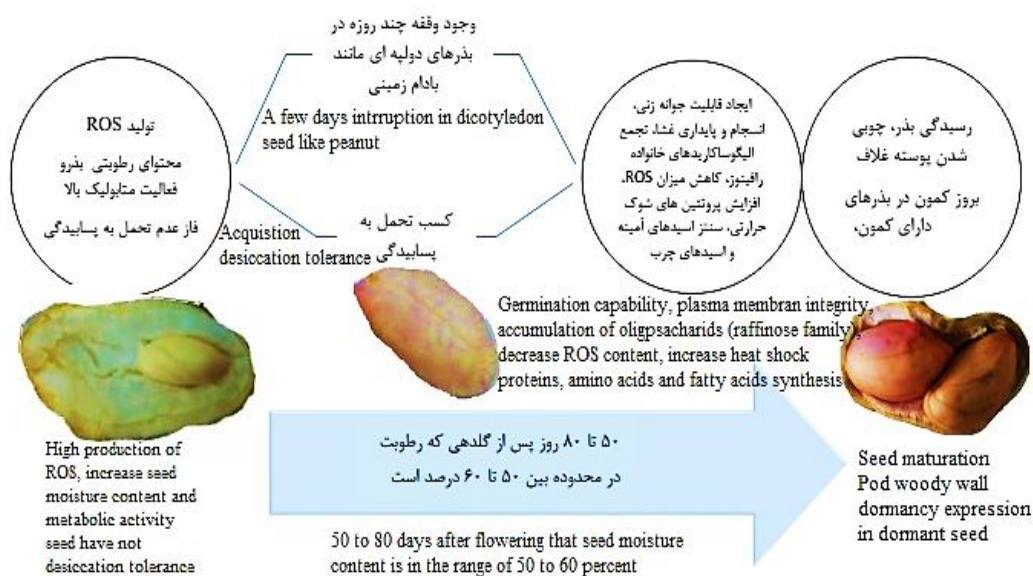 وجود وقفه چند روزه در
بذرهای دولپه ای مانند
بادام زمینی
A few days intrruption in dicotyledon
seed like peanut
تولید ROS
محتوای رطوبتی بذرو
فعالیت متابولیک بالا
فاز عدم تحمل به پسابیدگی
Acquistion
desiccation tolerance
کسب تحمل به
پسابیدگی
ایجاد قابلیت جوانه زنی،
انسجام و پایداری غشا، تجمع
الیگوساکاریدهای خانواده
رافینوز، کاهش میزان ROS،
افزایش پروتئین های شوک
حرارتی، سنتز اسیدهای آمینه
و اسیدهای چرب
رسیدگی بذر، چوبی
شدن پوسته غلاف
بروز کمون در بذرهای
دارای کمون،
Germination capability, plasma membran integrity,
accumulation of oligpsacharids (raffinose family),
decrease ROS content, increase heat shock
proteins, amino acids and fatty acids synthesis
High production of
ROS, increase seed
moisture content and
metabolic activity
seed have not
desiccation tolerance
۵۰ تا ۸۰ روز پس از گلدهی که رطوبت
در محدوده بین ۵۰ تا ۶۰ درصد است
50 to 80 days after flowering that seed moisture
content is in the range of 50 to 60 percent
Seed maturation
Pod woody wall
dormancy expression
in dormant seed